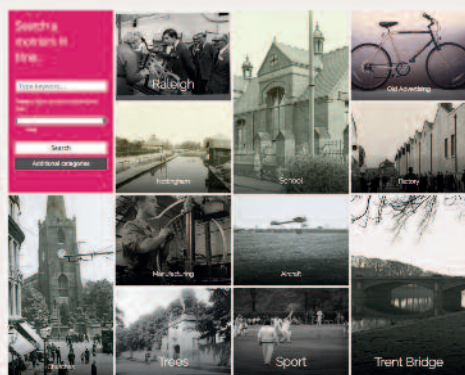 Search a
moment in
time...
Type keyword...
Search
Additional categories
Raleigh
School
Old Advertising
Nottingham
Factory
Manufacturing
Aircraft
Churches
Trees
Sport
Trent Bridge